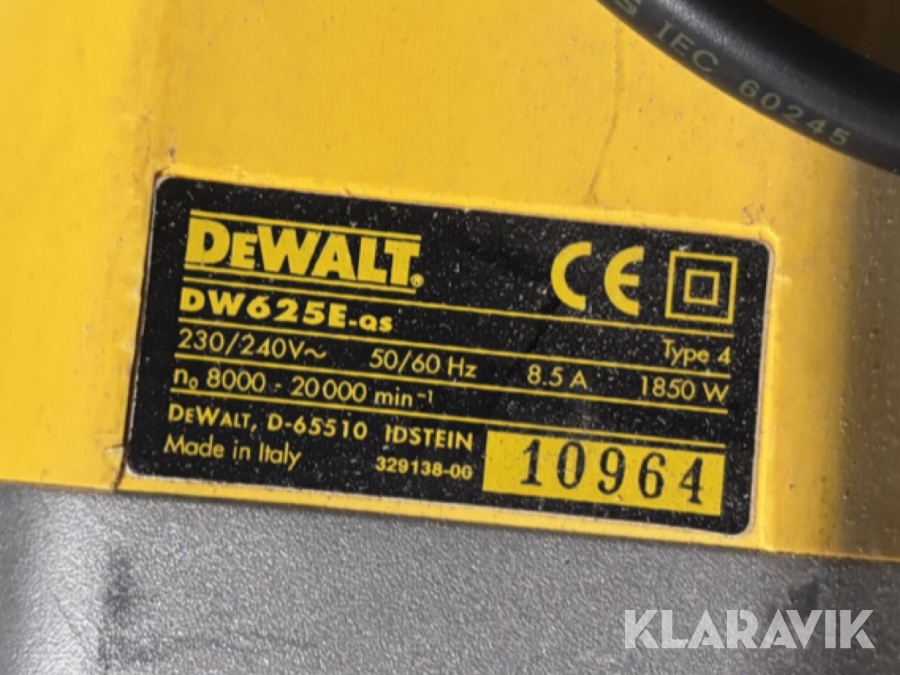 S IEC 60245
DEWALT®
CE
DW625E-QS
Type 4
230/240V~ 50/60 Hz 8.5 A 1850 W
n₀ 8000 - 20000 min⁻¹
DEWALT, D-65510 IDSTEIN
Made in Italy 329138-00 10964
KLARAVIK